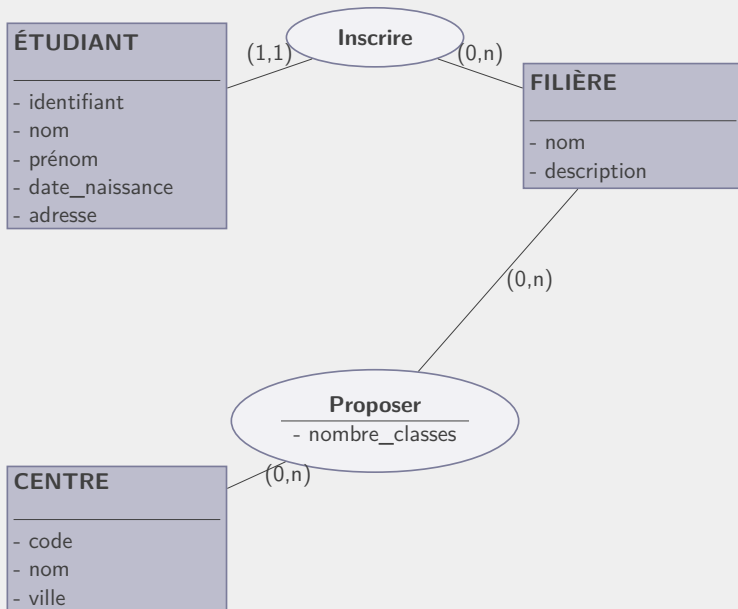 ÉTUDIANT
- identifiant
- nom
- prénom
- date_naissance
- adresse
(1,1)
Inscrire
(0,n)
FILIÈRE
- nom
- description
(0,n)
Proposer
- nombre_classes
(0,n)
CENTRE
- code
- nom
- ville